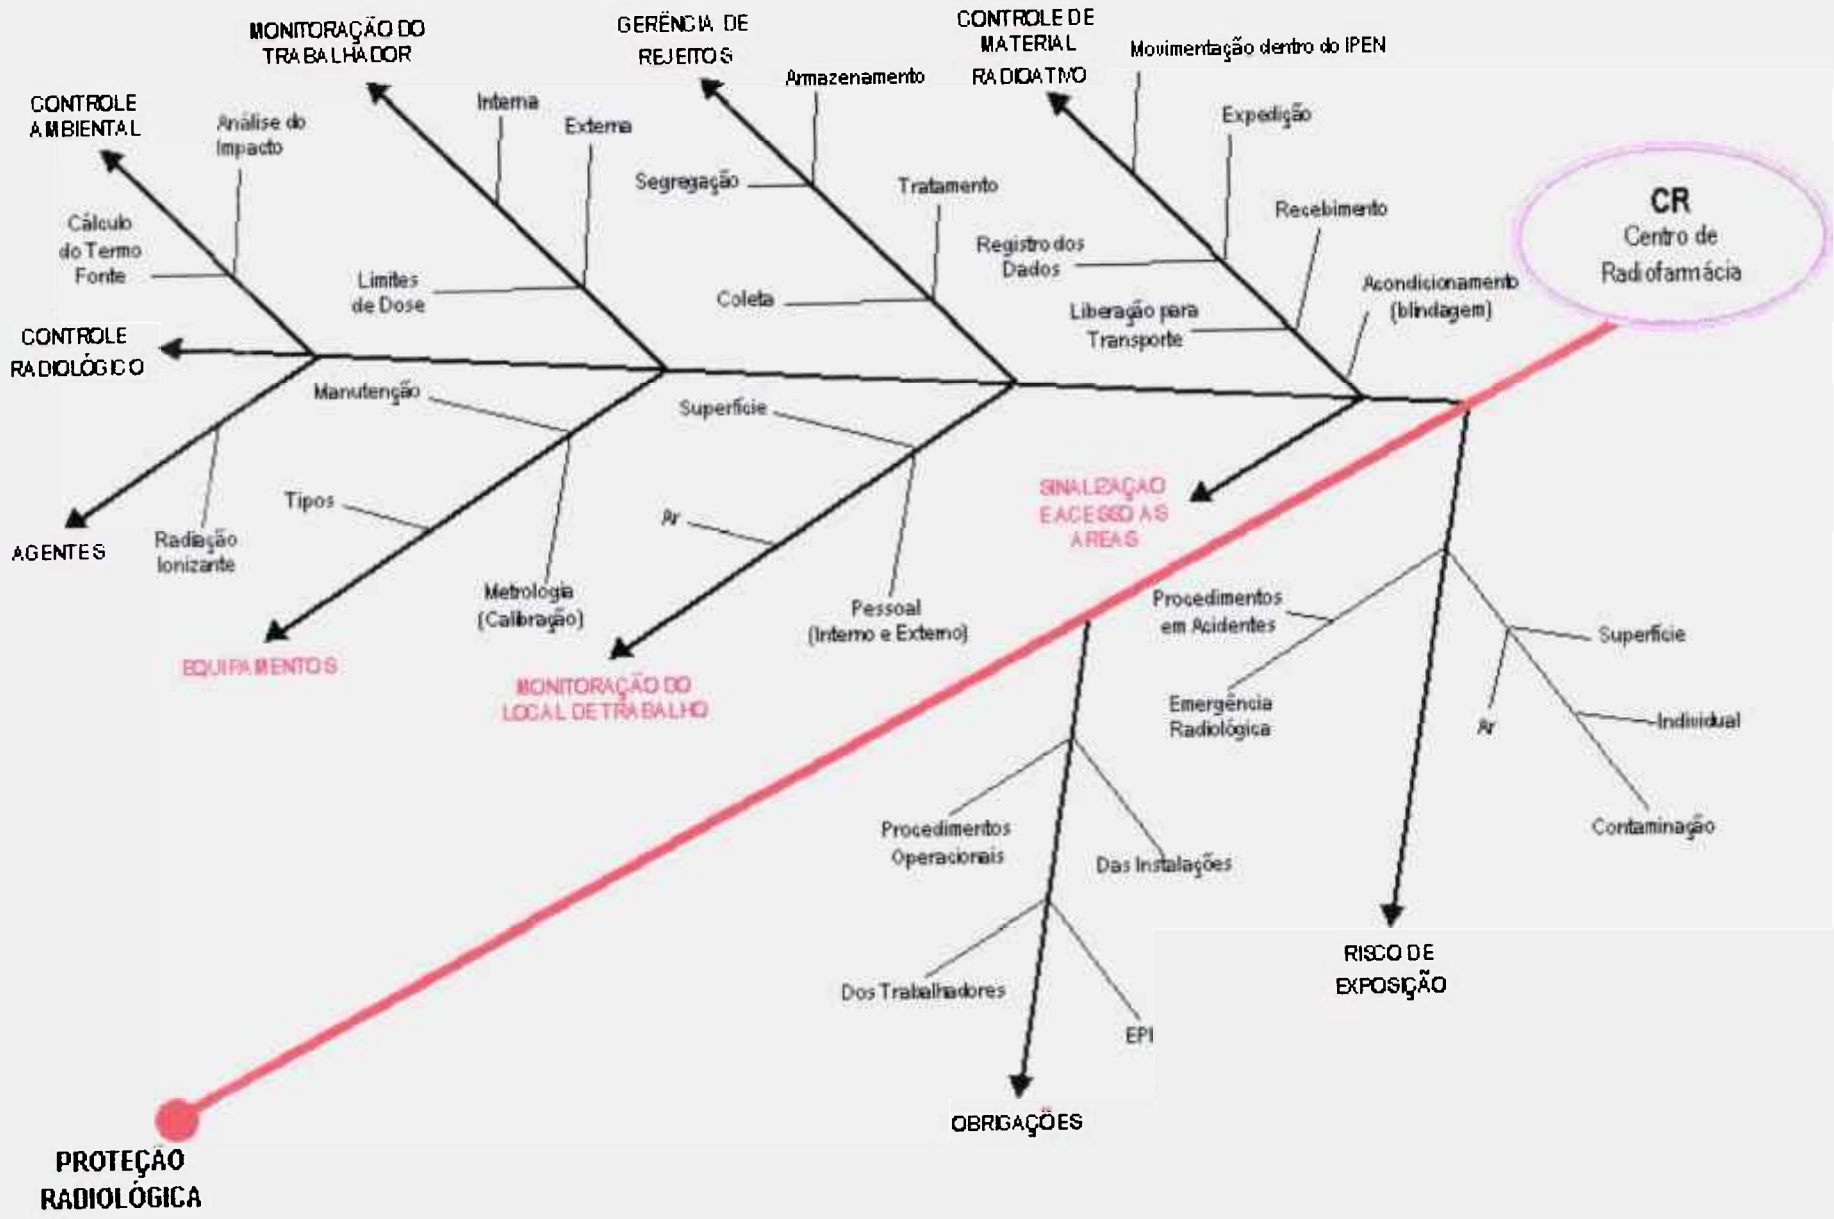 MONITORAÇÃO DO
TRABALHADOR
GERÊNCIA DE
REJEITOS
CONTROLE DE
MATERIAL
RADIOATIVO
Movimentação dentro do IPEN
Armazenamento
CONTROLE
AMBIENTAL
Análise do
Impacto
Interna
Externa
Expedição
Segregação
Tratamento
Recebimento
CR
Centro de
Radiofarmácia
Cálculo
do Termo
Fonte
Limites
de Dose
Coleta
Registro dos
Dados
Liberação para
Transporte
Acondicionamento
(blindagem)
CONTROLE
RADIOLÓGICO
Manutenção
Superfície
AGENTES
Radiação
Ionizante
Tipos
Metrologia
(Calibração)
Ar
Pessoal
(Interno e Externo)
SINALIZAÇÃO
E ACESSO AS
AREAS
EQUIPAMENTOS
MONITORAÇÃO DO
LOCAL DE TRABALHO
Procedimentos
em Acidentes
Superfície
Emergência
Radiológica
Ar
Individual
Contaminação
Procedimentos
Operacionais
Das Instalações
Dos Trabalhadores
EPI
RISCO DE
EXPOSIÇÃO
OBRIGAÇÕES
PROTEÇÃO
RADIOLÓGICA